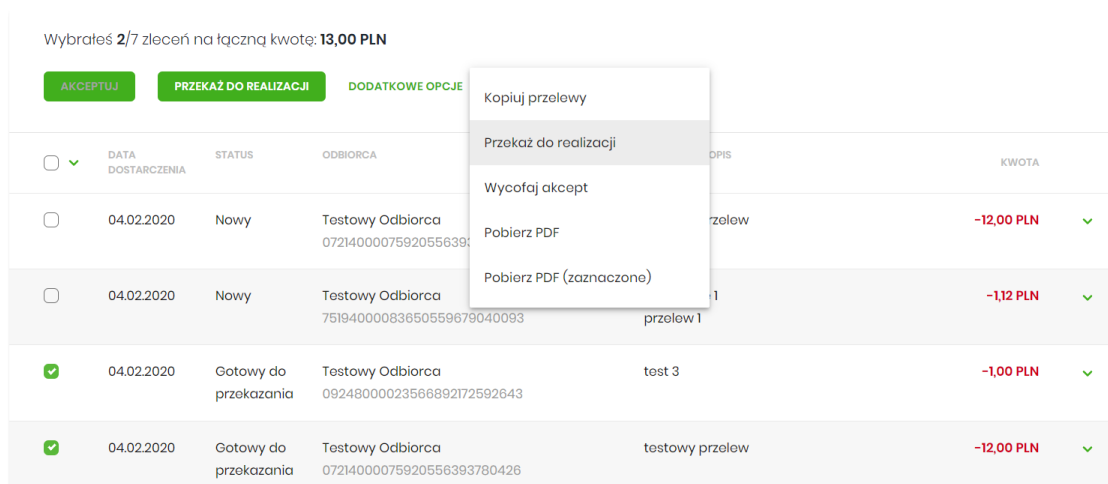 Wybrałeś 2/7 zleceń na łączną kwotę: 13,00 PLN
AKCEPTUJ PRZEKAŻ DO REALIZACJI DODATKOWE OPCJE
Kopiuj przelewy
Przekaż do realizacji
Wycofaj akcept
Pobierz PDF
Pobierz PDF (zaznaczone)
DATA DOSTARCZENIA STATUS ODBIORCA OPIS KWOTA
04.02.2020 Nowy Testowy Odbiorca -12,00 PLN
04.02.2020 Nowy Testowy Odbiorca 1 -1,12 PLN
75194000083650559679040093 przelew 1
04.02.2020 Gotowy do Testowy Odbiorca test 3 -1,00 PLN
przekazania 09248000023566892172592643
04.02.2020 Gotowy do Testowy Odbiorca testowy przelew -12,00 PLN
przekazania 07214000075920556393780426